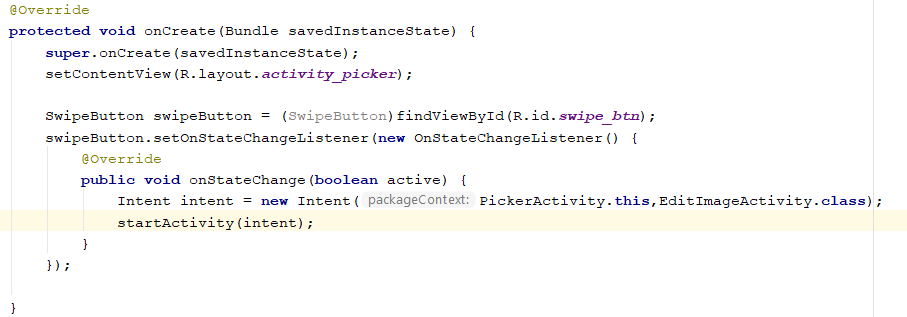 @Override
protected void onCreate(Bundle savedInstanceState) {
super.onCreate(savedInstanceState);
setContentView(R.layout.activity_picker);
SwipeButton swipeButton = (SwipeButton)findViewById(R.id.swipe_btn);
swipeButton.setOnStateChangeListener(new OnStateChangeListener() {
@Override
public void onStateChange(boolean active) {
Intent intent = new Intent( packageContext: PickerActivity.this,EditImageActivity.class);
startActivity(intent);
}
});
}